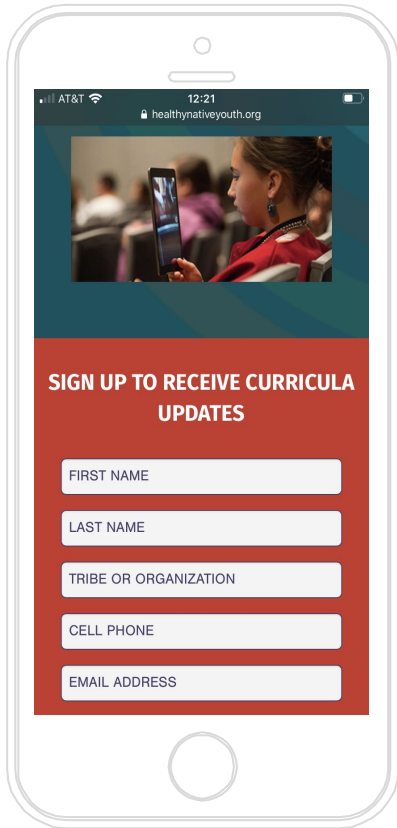 AT&T 12:21
healthynativeyouth.org
SIGN UP TO RECEIVE CURRICULA
UPDATES
FIRST NAME
LAST NAME
TRIBE OR ORGANIZATION
CELL PHONE
EMAIL ADDRESS